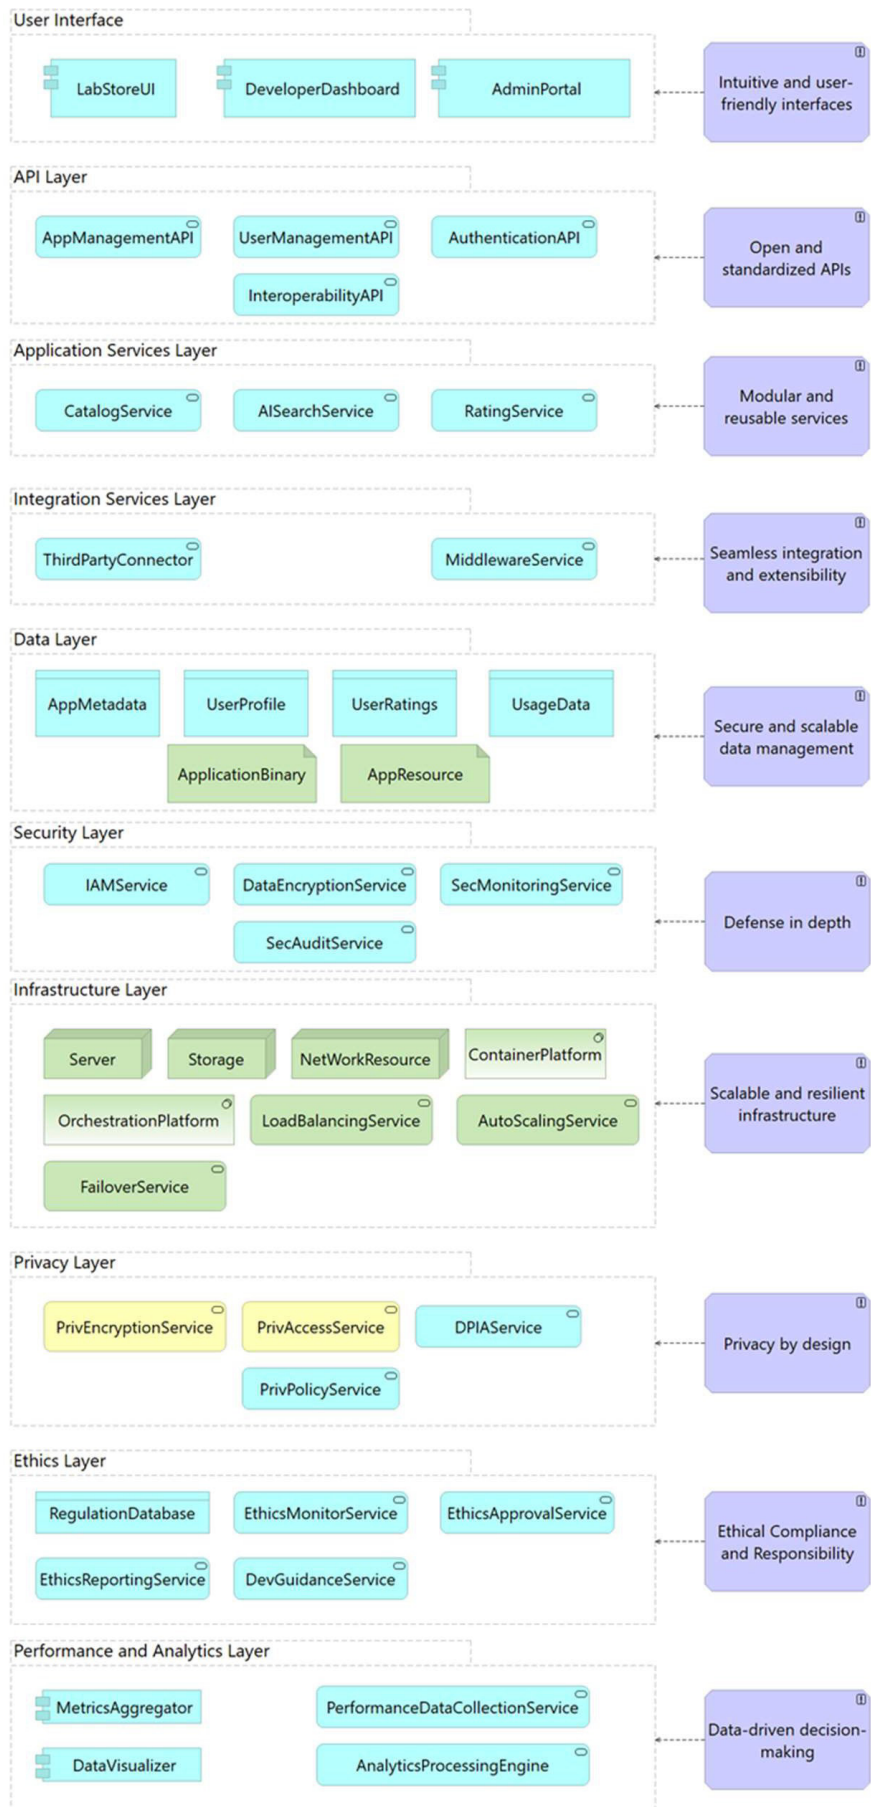 User Interface
LabStoreUI
DeveloperDashboard
AdminPortal
Intuitive and user-
friendly interfaces
API Layer
AppManagementAPI
UserManagementAPI
AuthenticationAPI
InteroperabilityAPI
Open and
standardized APIs
Application Services Layer
CatalogService
AISearchService
RatingService
Modular and
reusable services
Integration Services Layer
ThirdPartyConnector
MiddlewareService
Seamless integration
and extensibility
Data Layer
AppMetadata
UserProfile
UserRatings
UsageData
ApplicationBinary
AppResource
Secure and scalable
data management
Security Layer
IAMService
DataEncryptionService
SecMonitoringService
SecAuditService
Defense in depth
Infrastructure Layer
Server
Storage
NetWorkResource
ContainerPlatform
OrchestrationPlatform
LoadBalancingService
AutoScalingService
FailoverService
Scalable and resilient
infrastructure
Privacy Layer
PrivEncryptionService
PrivAccessService
DPIAService
PrivPolicyService
Privacy by design
Ethics Layer
RegulationDatabase
EthicsMonitorService
EthicsApprovalService
EthicsReportingService
DevGuidanceService
Ethical Compliance
and Responsibility
Performance and Analytics Layer
MetricsAggregator
PerformanceDataCollectionService
DataVisualizer
AnalyticsProcessingEngine
Data-driven decision-
making